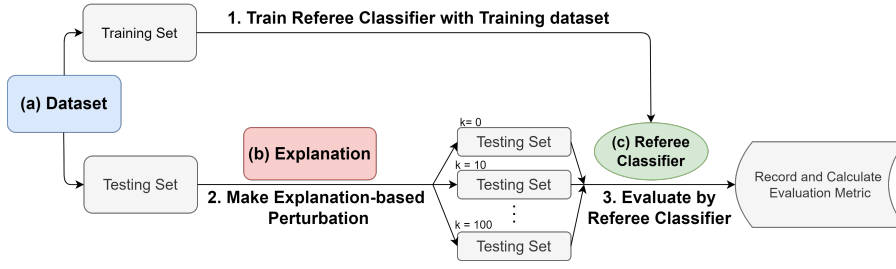 1. Train Referee Classifier with Training dataset
Training Set
(a) Dataset
Testing Set
(b) Explanation
2. Make Explanation-based
Perturbation
k= 0
Testing Set
k = 10
Testing Set
k = 100
Testing Set
(c) Referee
Classifier
3. Evaluate by
Referee Classifier
Record and Calculate
Evaluation Metric